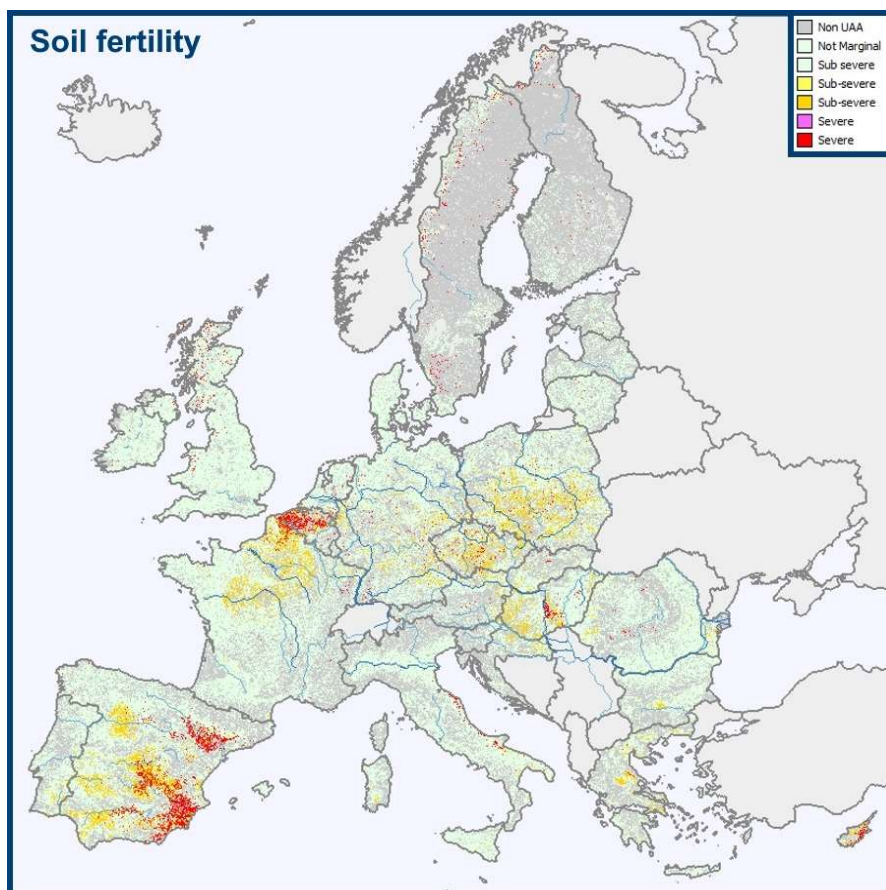 Soil fertility
Non UAA
Not Marginal
Sub severe
Sub-severe
Sub-severe
Severe
Severe